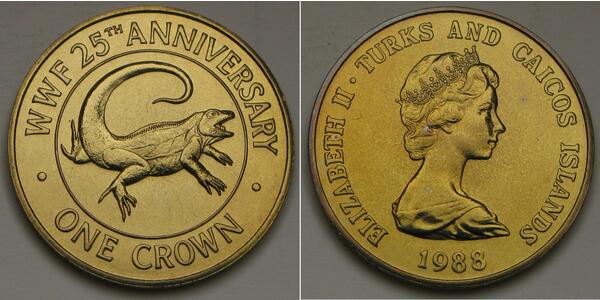 WWF 25TH ANNIVERSARY
ONE CROWN
ELIZABETH II · TURKS AND CAICOS ISLANDS
1988